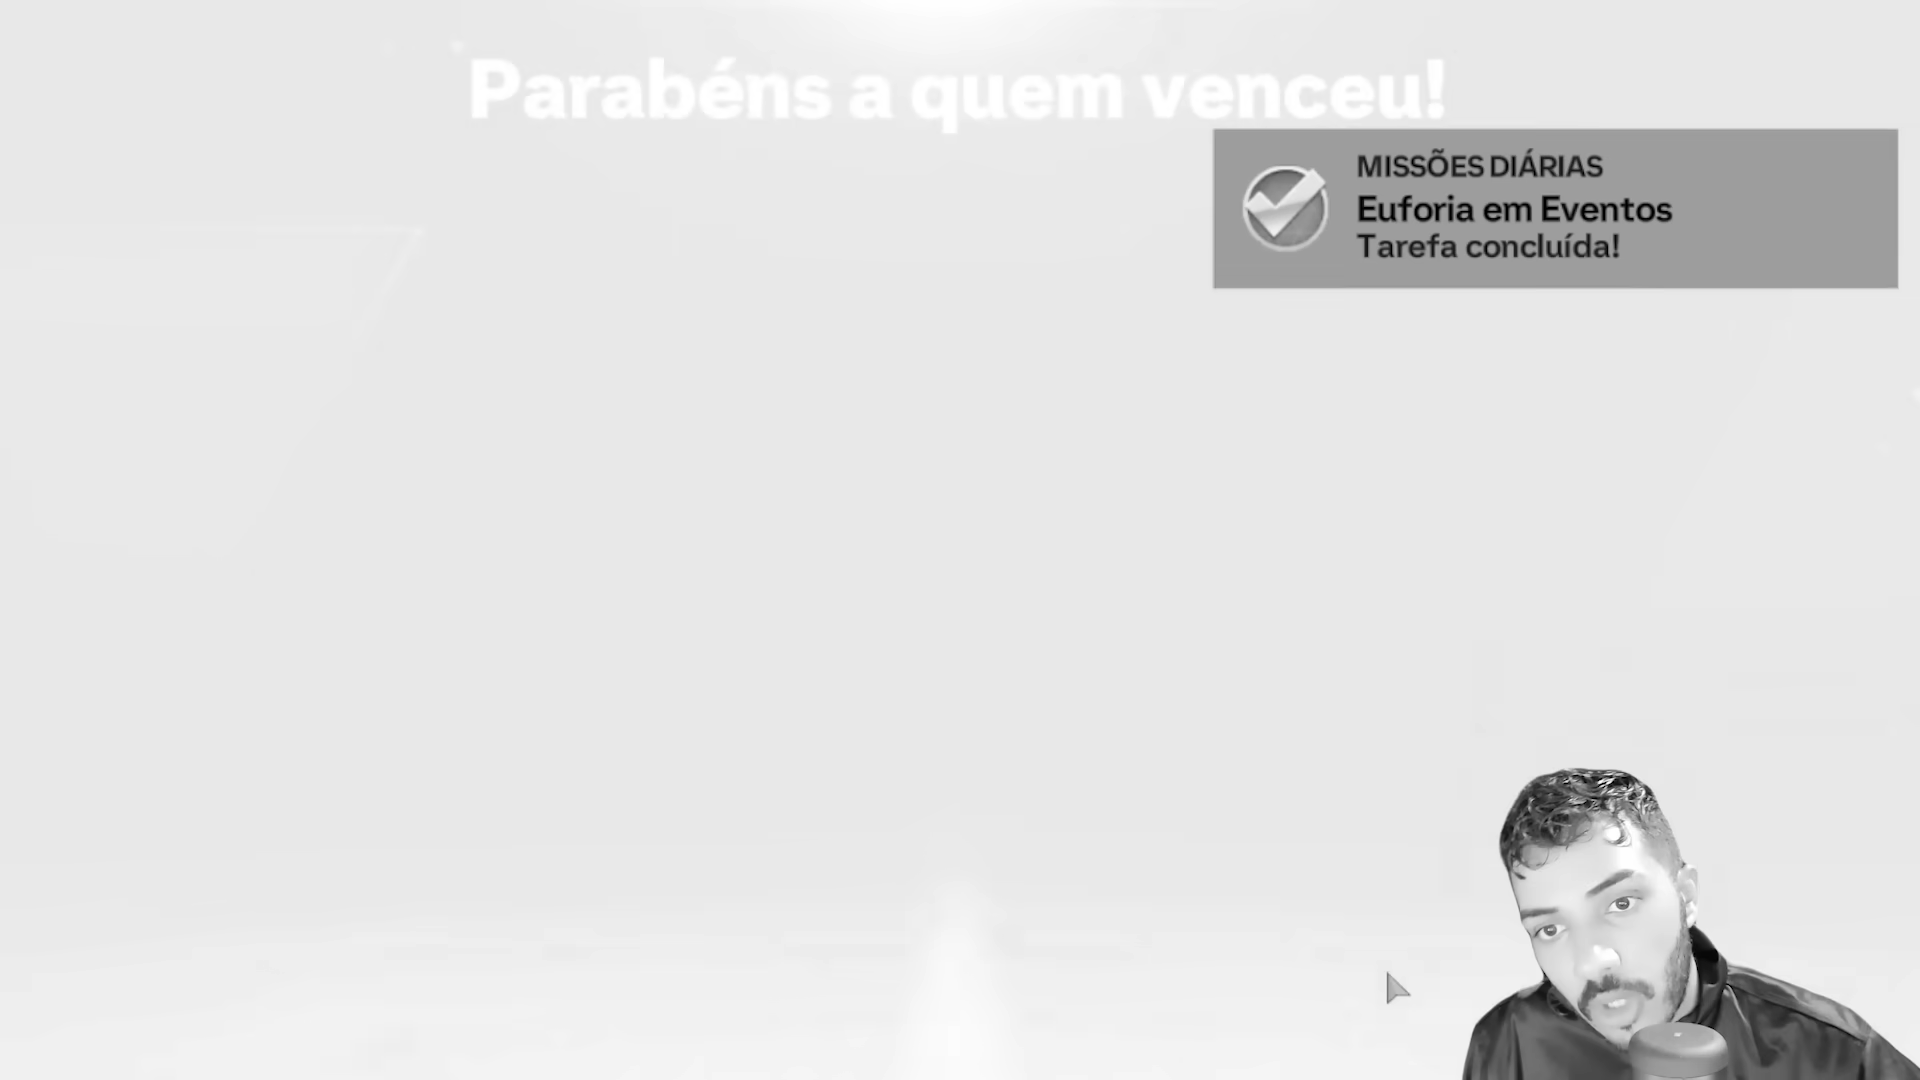 Parabéns a quem venceu!
MISSÕES DIÁRIAS
Euforia em Eventos
Tarefa concluída!